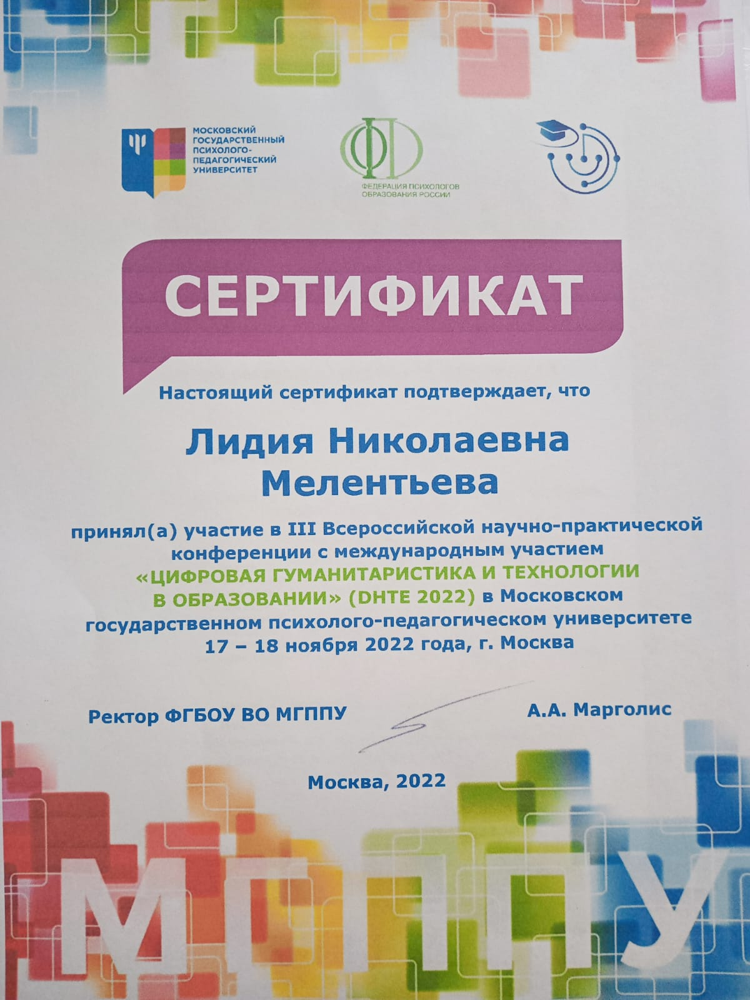 МОСКОВСКИЙ
ГОСУДАРСТВЕННЫЙ
ПСИХОЛОГО-
ПЕДАГОГИЧЕСКИЙ
УНИВЕРСИТЕТ
ФЕДЕРАЦИЯ ПСИХОЛОГОВ
ОБРАЗОВАНИЯ РОССИИ
СЕРТИФИКАТ
Настоящий сертификат подтверждает, что
Лидия Николаевна
Мелентьева
принял(а) участие в III Всероссийской научно-практической
конференции с международным участием
«ЦИФРОВАЯ ГУМАНИТАРИСТИКА И ТЕХНОЛОГИИ
В ОБРАЗОВАНИИ» (DHTE 2022) в Московском
государственном психолого-педагогическом университете
17 – 18 ноября 2022 года, г. Москва
Ректор ФГБОУ ВО МГППУ А.А. Марголис
Москва, 2022
МГППУ